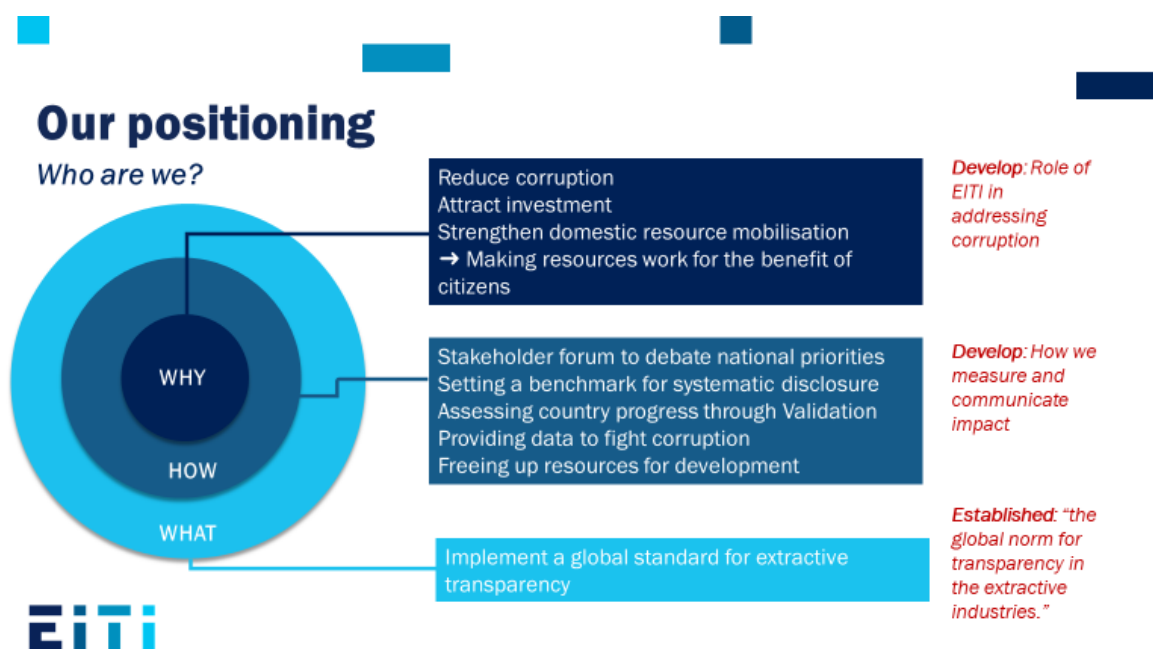 Our positioning
Who are we?
Reduce corruption
Attract investment
Strengthen domestic resource mobilisation
➔ Making resources work for the benefit of
citizens
Develop: Role of
EITI in
addressing
corruption
WHY
HOW
WHAT
Stakeholder forum to debate national priorities
Setting a benchmark for systematic disclosure
Assessing country progress through Validation
Providing data to fight corruption
Freeing up resources for development
Develop: How we
measure and
communicate
impact
Implement a global standard for extractive
transparency
Established: “the
global norm for
transparency in
the extractive
industries.”
EiTi